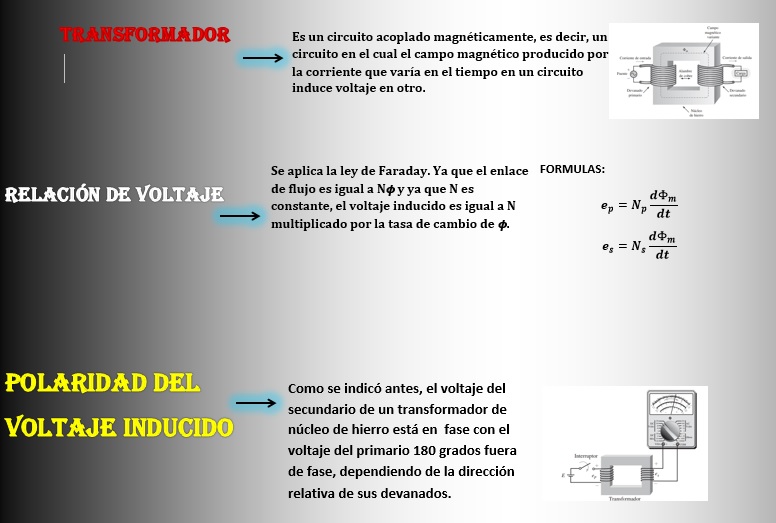 TRANSFORMADOR
Es un circuito acoplado magnéticamente, es decir, un
circuito en el cual el campo magnético producido por
la corriente que varía en el tiempo en un circuito
induce voltaje en otro.
Campo
magnético
variante
Corriente de entrada
Corriente de salida
Fuente
Carga
Devanado
primario
Devanado
secundario
Núcleo
de hierro
RELACIÓN DE VOLTAJE
Se aplica la ley de Faraday. Ya que el enlace
de flujo es igual a Nϕ y ya que N es
constante, el voltaje inducido es igual a N
multiplicado por la tasa de cambio de ϕ.
FORMULAS:
e_p = N_p dΦ_m/dt
e_s = N_s dΦ_m/dt
POLARIDAD DEL
VOLTAJE INDUCIDO
Como se indicó antes, el voltaje del
secundario de un transformador de
núcleo de hierro está en fase con el
voltaje del primario 180 grados fuera
de fase, dependiendo de la dirección
relativa de sus devanados.
Interruptor
E
e_p
e_s
Transformador